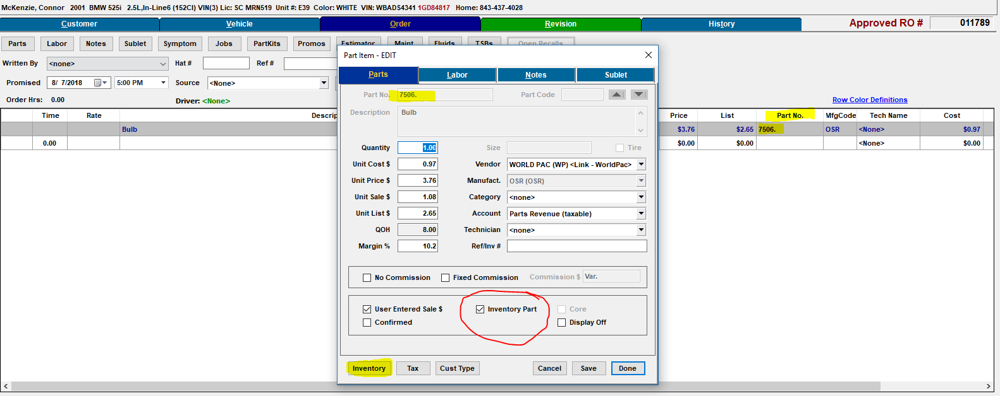 McKenzie, Connor 2001 BMW 525i 2.5L,In-Line6 (152CI) VIN(3) Lic: SC MRN519 Unit #: E39 Color: WHITE VIN: WBADS4341 1GD84817 Home: 843-437-4028
Customer Vehicle Order Revision History Approved RO # 011789
Parts Labor Notes Sublet Symptom Jobs PartKits Promos Estimator Maint Fluids TSBs Open Recalls
Written By <none> Hat # Ref #
Promised 8/ 7/2018 5:00 PM Source <None>
Order Hrs: 0.00 Driver: <None> Row Color Definitions
Time Rate Descrip Price List Part No. MfgCode Tech Name Cost
Bulb $3.76 $2.65 7506. OSR <None> $0.97
0.00 $0.00 $0.00 <None> $0.00
Part Item - EDIT
Parts Labor Notes Sublet
Part No. 7506. Part Code
Description Bulb
Quantity 1.00 Size Tire
Unit Cost $ 0.97 Vendor WORLD PAC (WP) <Link - WorldPac>
Unit Price $ 3.76 Manufact. OSR (OSR)
Unit Sale $ 1.08 Category <none>
Unit List $ 2.65 Account Parts Revenue (taxable)
QOH 8.00 Technician <none>
Margin % 10.2 Ref/Inv #
No Commission Fixed Commission Commission $ Var.
User Entered Sale $ Inventory Part Core
Confirmed Display Off
Inventory Tax Cust Type Cancel Save Done